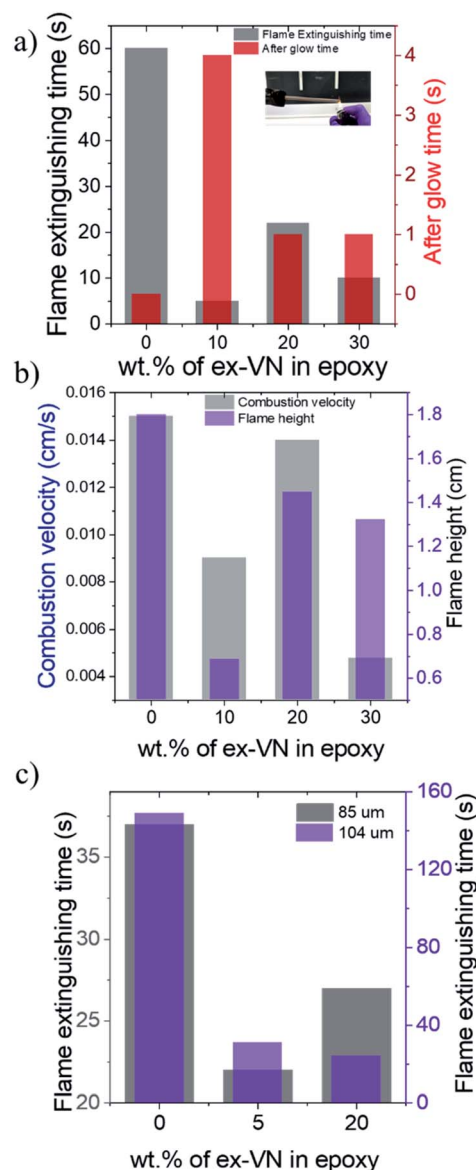 a)
Flame Extinguishing time
After glow time
Flame extinguishing time (s)
60
50
40
30
20
10
0
After glow time (s)
4
3
2
1
0
0 10 20 30
wt.% of ex-VN in epoxy
b)
Combustion velocity
Flame height
Combustion velocity (cm/s)
0.016
0.014
0.012
0.010
0.008
0.006
0.004
Flame height (cm)
1.8
1.6
1.4
1.2
1.0
0.8
0.6
0 10 20 30
wt.% of ex-VN in epoxy
c)
85 um
104 um
Flame extinguishing time (s)
35
30
25
20
Flame extinguishing time (s)
160
120
80
40
0
0 5 20
wt.% of ex-VN in epoxy